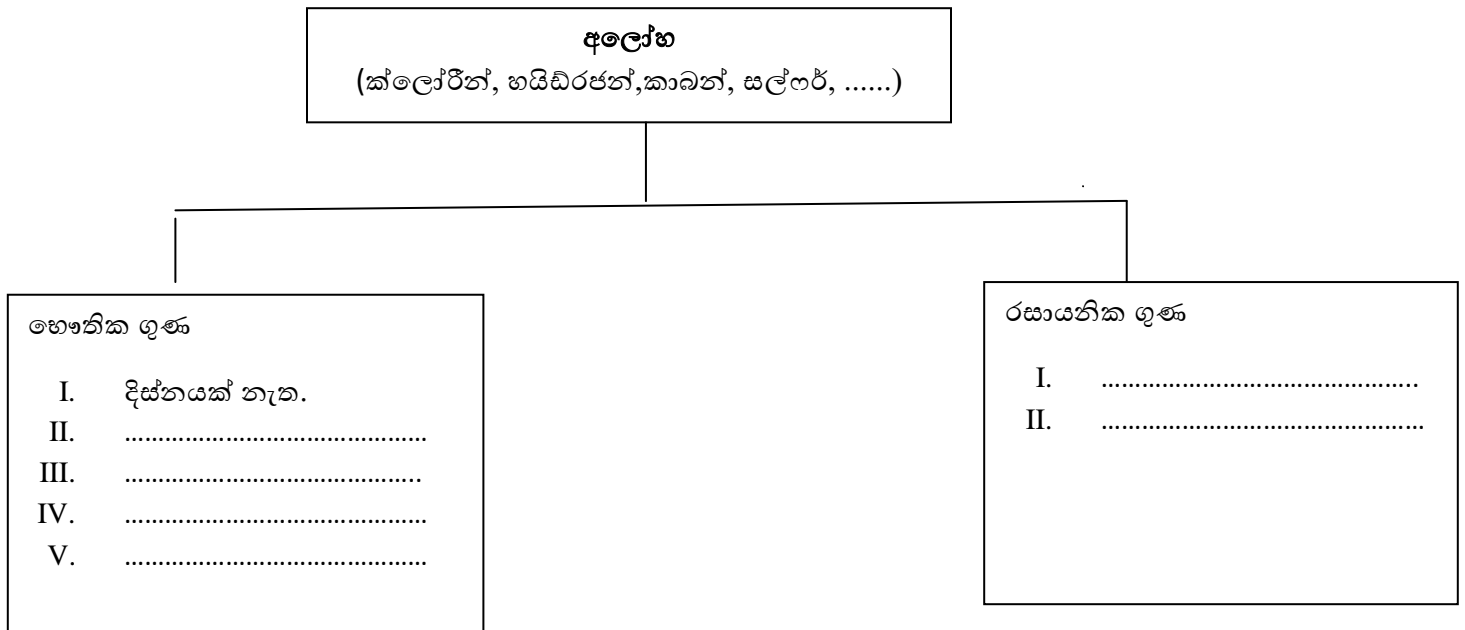 අලෝහ
(ක්ලෝරීන්, හයිඩ්රජන්,කාබන්, සල්ෆර්, ......)
භෞතික ගුණ
I. දිස්නයක් නැත.
II. .............................................
III. ............................................
IV. .............................................
V. .............................................
රසායනික ගුණ
I. ...............................................
II. ................................................